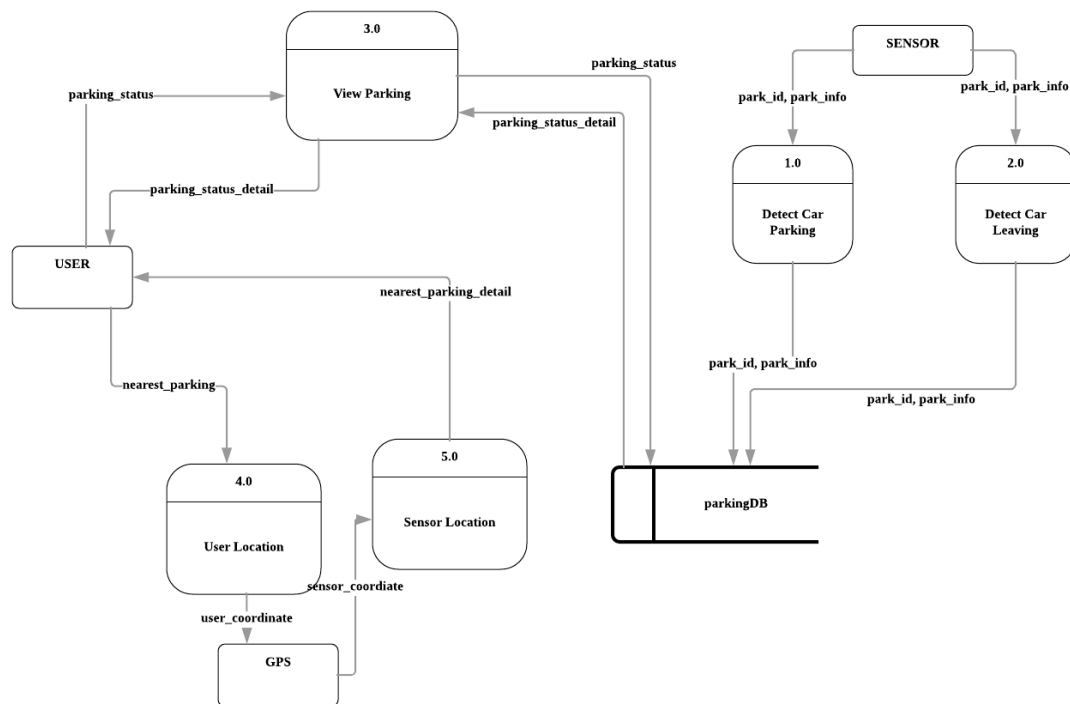 3.0
View Parking
SENSOR
parking_status
parking_status
park_id, park_info
park_id, park_info
parking_status_detail
1.0
2.0
Detect Car
Parking
Detect Car
Leaving
parking_status_detail
USER
nearest_parking_detail
park_id, park_info
nearest_parking
park_id, park_info
5.0
4.0
parkingDB
Sensor Location
User Location
sensor_coordiate
user_coordinate
GPS